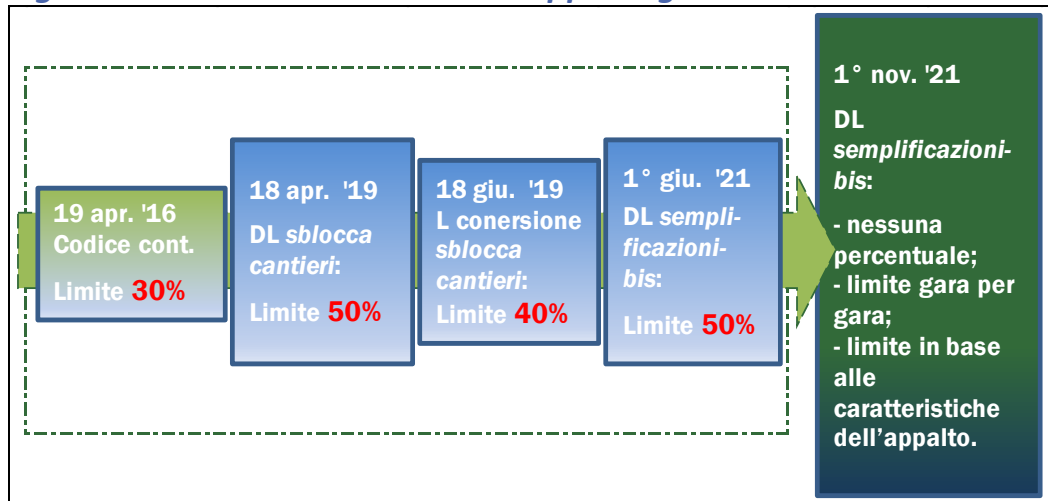 19 apr. '16
Codice cont.
Limite 30%
18 apr. '19
DL sblocca
cantieri:
Limite 50%
18 giu. '19
L conersione
sblocca
cantieri:
Limite 40%
1° giu. '21
DL sempli-
ficazioni-
bis:
Limite 50%
1° nov. '21
DL
semplificazioni-
bis:
- nessuna
percentuale;
- limite gara per
gara;
- limite in base
alle
caratteristiche
dell'appalto.